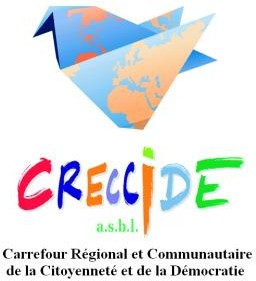 CRECCIDE
a.s.b.l.
Carrefour Régional et Communautaire
de la Citoyenneté et de la Démocratie